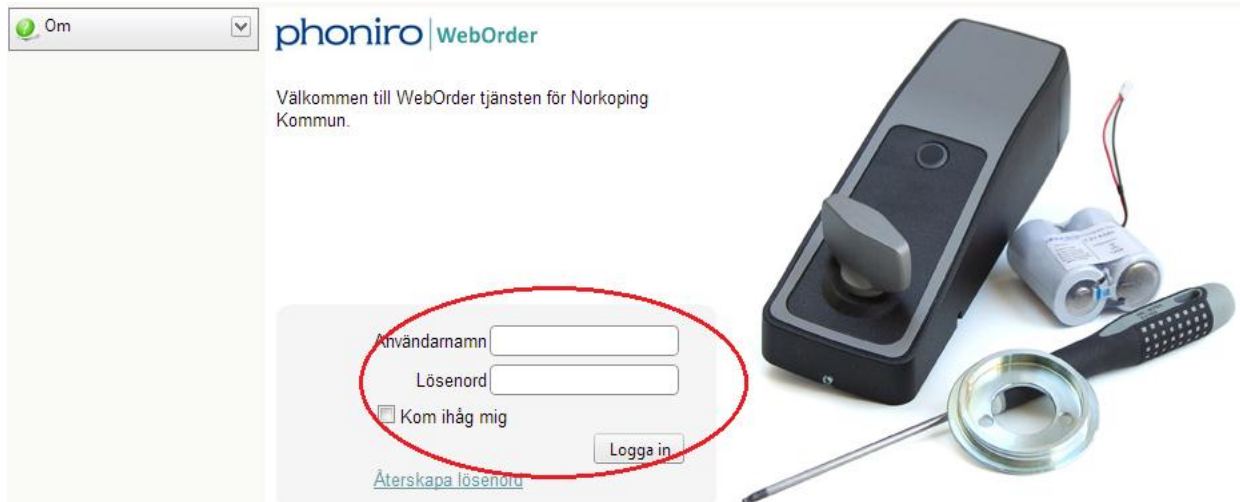 Om
phoniro WebOrder
Välkommen till WebOrder tjänsten för Norkoping
Kommun.
Användarnamn
Lösenord
Kom ihåg mig
Logga in
Återskapa lösenord